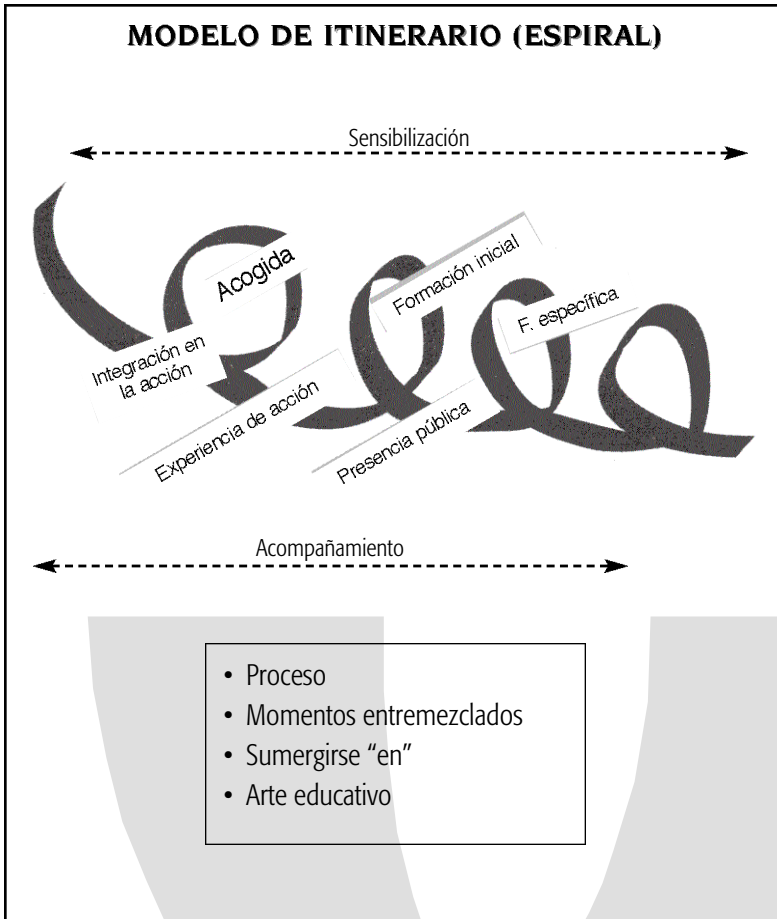 MODELO DE ITINERARIO (ESPIRAL)
Sensibilización
Acogida
Formación inicial
F. específica
Integración en
la acción
Experiencia de acción
Presencia pública
Acompañamiento
• Proceso
• Momentos entremezclados
• Sumergirse “en”
• Arte educativo